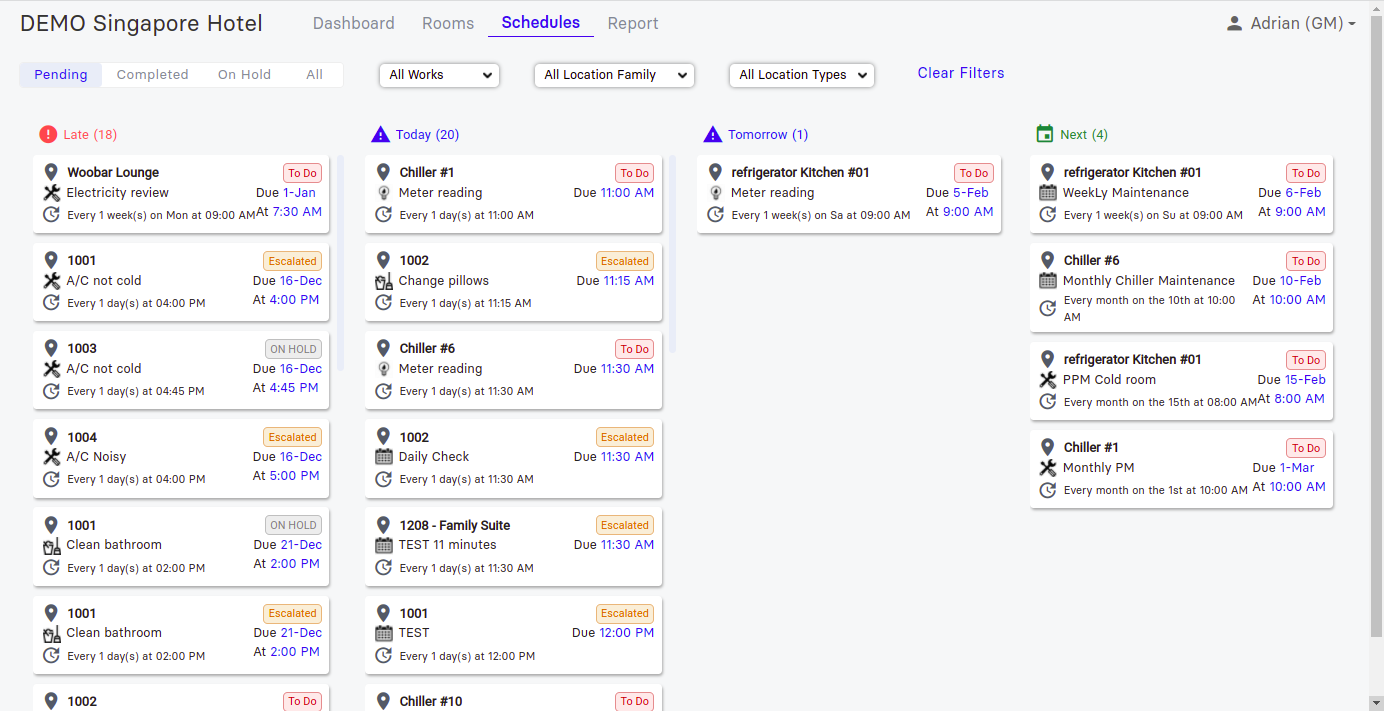 DEMO Singapore Hotel
Dashboard
Rooms
Schedules
Report
Adrian (GM)
Pending
Completed
On Hold
All
All Works
All Location Family
All Location Types
Clear Filters
Late (18)
Woobar Lounge
To Do
Electricity review
Due 1-Jan
Every 1 week(s) on Mon at 09:00 AM
At 7:30 AM
1001
Escalated
A/C not cold
Due 16-Dec
Every 1 day(s) at 04:00 PM
At 4:00 PM
1003
ON HOLD
A/C not cold
Due 16-Dec
Every 1 day(s) at 04:45 PM
At 4:45 PM
1004
Escalated
A/C Noisy
Due 16-Dec
Every 1 day(s) at 04:00 PM
At 5:00 PM
1001
ON HOLD
Clean bathroom
Due 21-Dec
Every 1 day(s) at 02:00 PM
At 2:00 PM
1001
Escalated
Clean bathroom
Due 21-Dec
Every 1 day(s) at 02:00 PM
At 2:00 PM
1002
To Do
Today (20)
Chiller #1
To Do
Meter reading
Due 11:00 AM
Every 1 day(s) at 11:00 AM
1002
Escalated
Change pillows
Due 11:15 AM
Every 1 day(s) at 11:15 AM
Chiller #6
To Do
Meter reading
Due 11:30 AM
Every 1 day(s) at 11:30 AM
1002
Escalated
Daily Check
Due 11:30 AM
Every 1 day(s) at 11:30 AM
1208 - Family Suite
Escalated
TEST 11 minutes
Due 11:30 AM
Every 1 day(s) at 11:30 AM
1001
Escalated
TEST
Due 12:00 PM
Every 1 day(s) at 12:00 PM
Chiller #10
To Do
Tomorrow (1)
refrigerator Kitchen #01
To Do
Meter reading
Due 5-Feb
Every 1 week(s) on Sa at 09:00 AM
At 9:00 AM
Next (4)
refrigerator Kitchen #01
To Do
WeekLy Maintenance
Due 6-Feb
Every 1 week(s) on Su at 09:00 AM
At 9:00 AM
Chiller #6
To Do
Monthly Chiller Maintenance
Due 10-Feb
Every month on the 10th at 10:00
AM
At 10:00 AM
refrigerator Kitchen #01
To Do
PPM Cold room
Due 15-Feb
Every month on the 15th at 08:00 AM
At 8:00 AM
Chiller #1
To Do
Monthly PM
Due 1-Mar
Every month on the 1st at 10:00 AM
At 10:00 AM